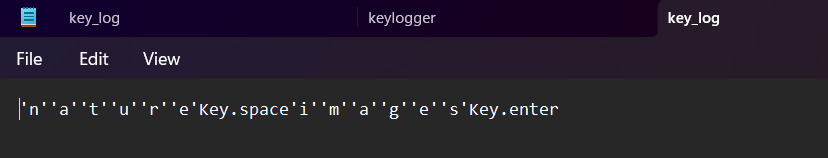 key_log keylogger key_log
File Edit View
'n''a''t''u''r''e'Key.space'i''m''a''g''e''s'Key.enter